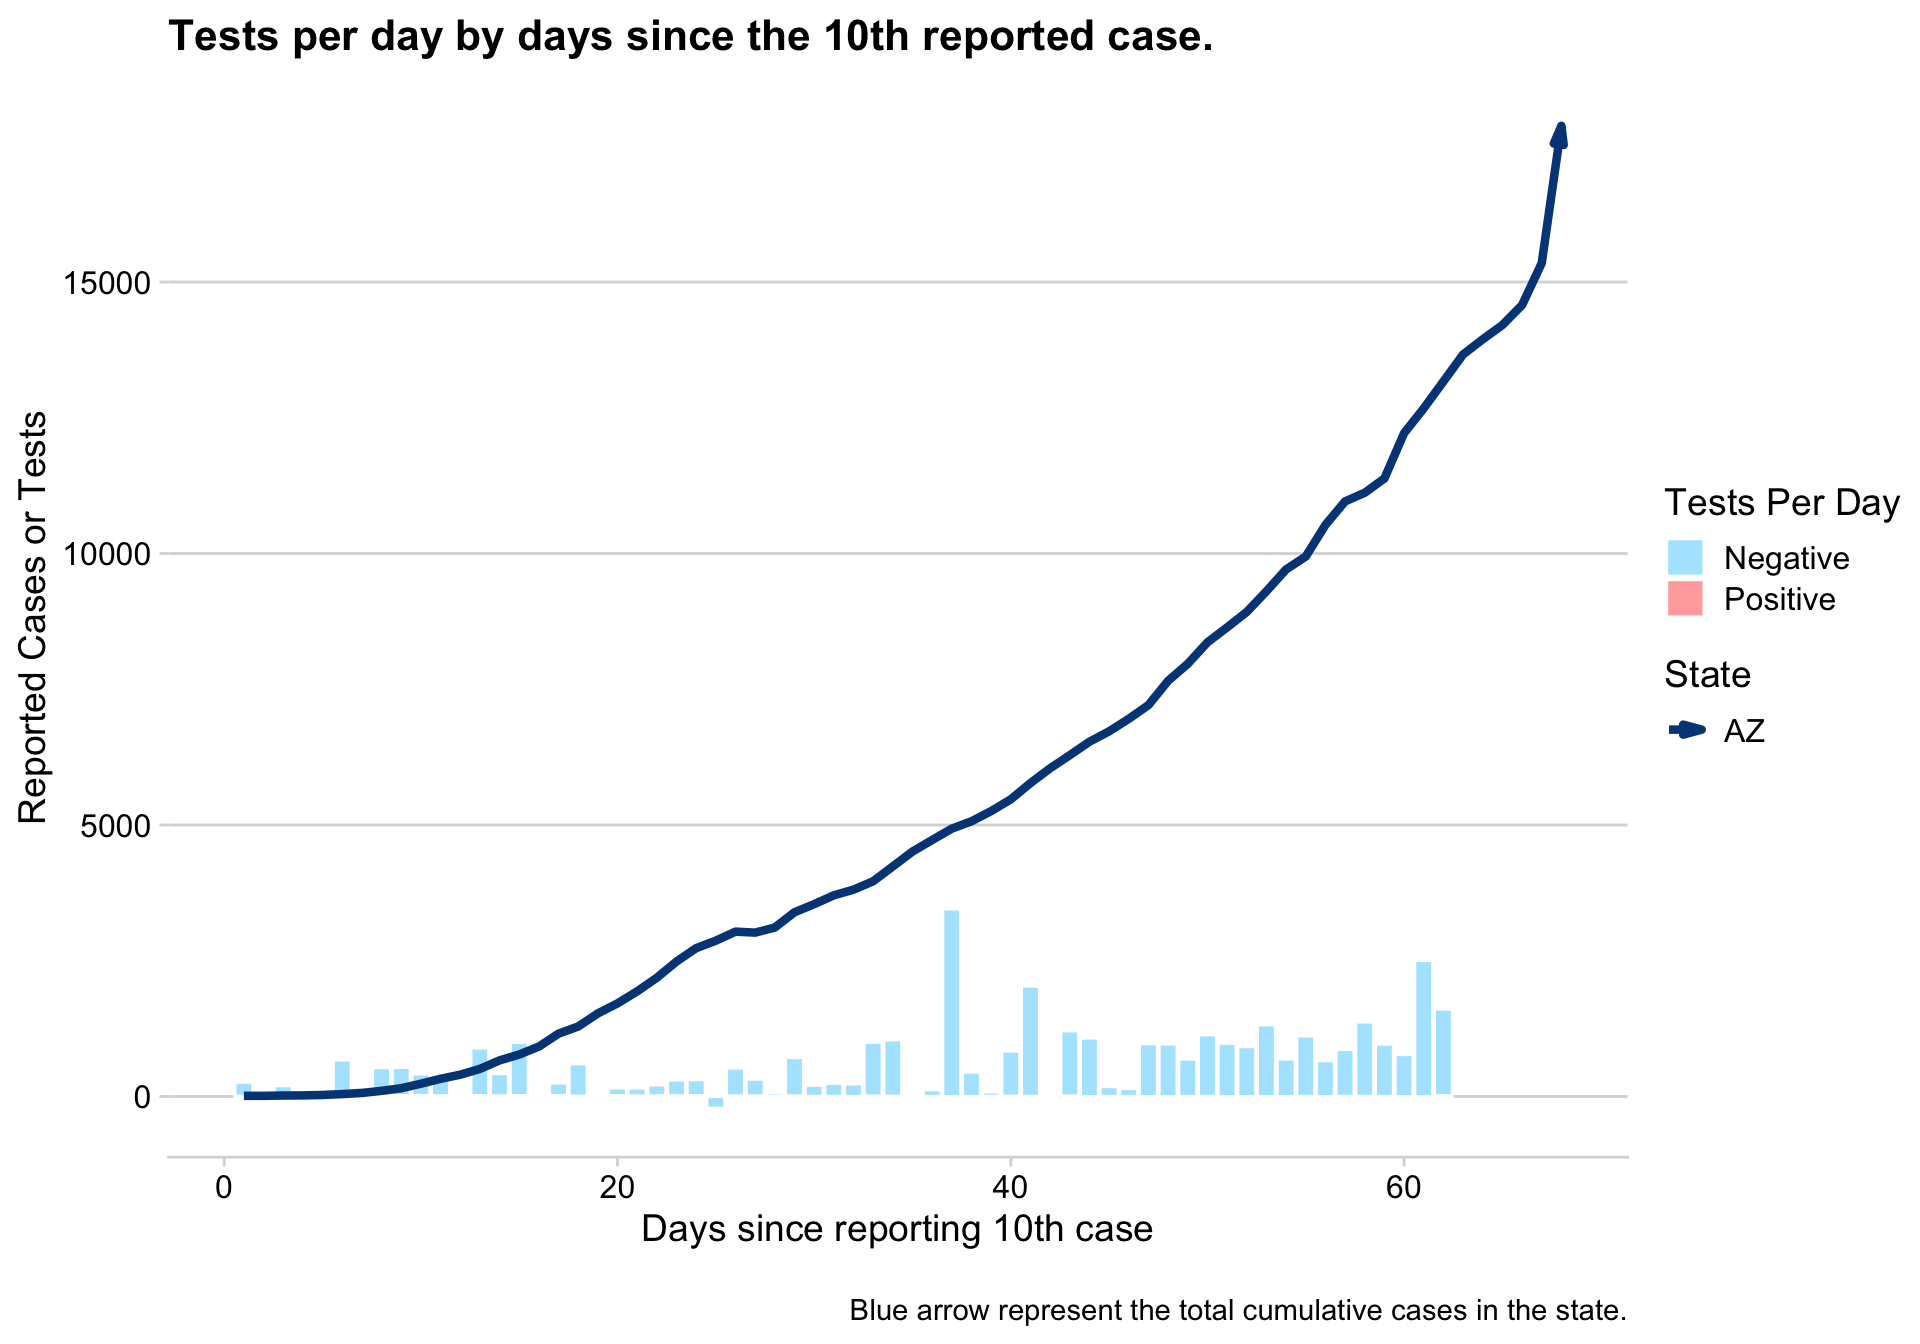 Tests per day by days since the 10th reported case.
Reported Cases or Tests
15000
10000
5000
0
0
20
40
60
Days since reporting 10th case
Tests Per Day
Negative
Positive
State
AZ
Blue arrow represent the total cumulative cases in the state.